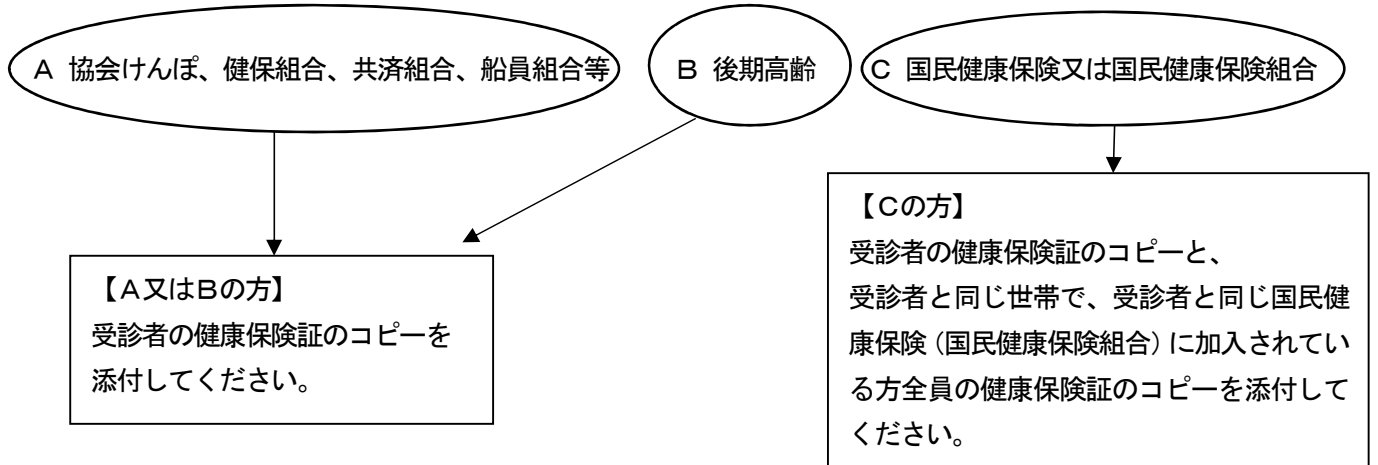 A 協会けんぽ、健保組合、共済組合、船員組合等
B 後期高齢
C 国民健康保険又は国民健康保険組合
【A又はBの方】
受診者の健康保険証のコピーを
添付してください。
【Cの方】
受診者の健康保険証のコピーと、
受診者と同じ世帯で、受診者と同じ国民健
康保険（国民健康保険組合）に加入されてい
る方全員の健康保険証のコピーを添付して
ください。